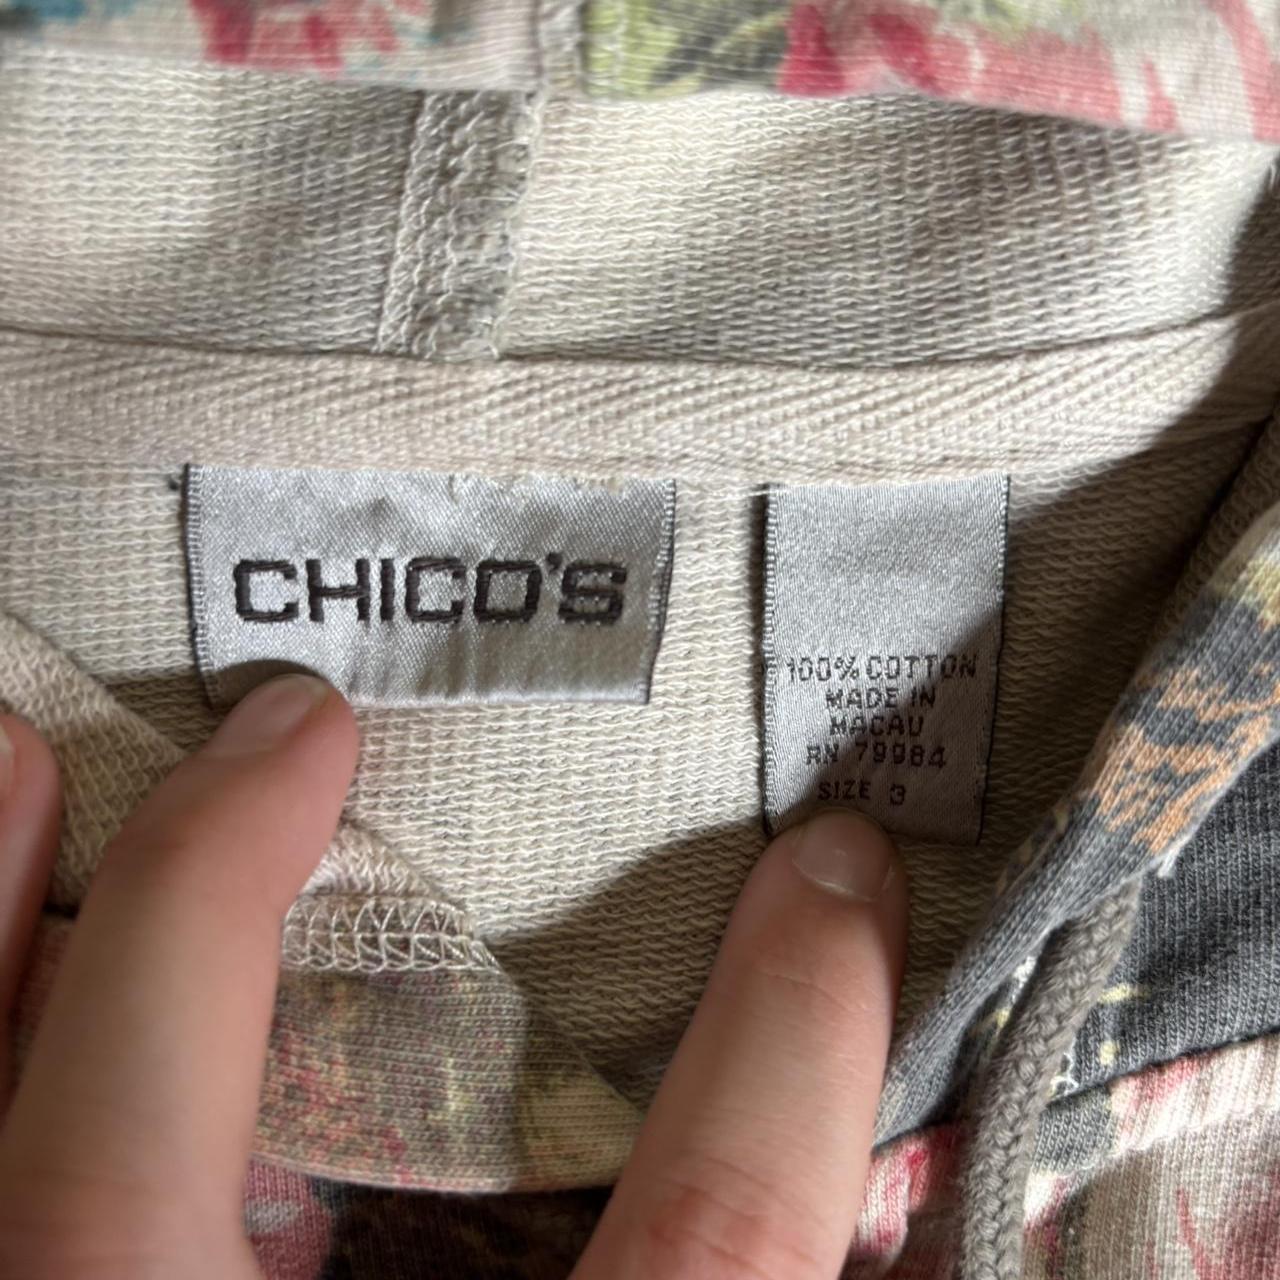 CHICO'S
100% COTTON
MADE IN
MACAU
RN 79984
SIZE 3